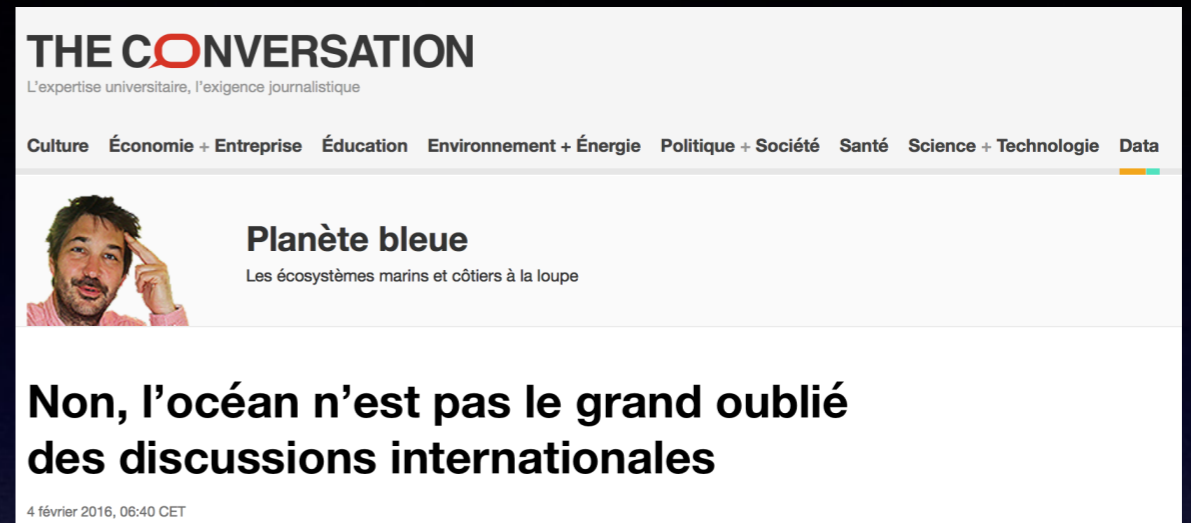 THE CONVERSATION
L'expertise universitaire, l'exigence journalistique
Culture Économie + Entreprise Éducation Environnement + Énergie Politique + Société Santé Science + Technologie Data
Planète bleue
Les écosystèmes marins et côtiers à la loupe
Non, l’océan n’est pas le grand oublié
des discussions internationales
4 février 2016, 06:40 CET